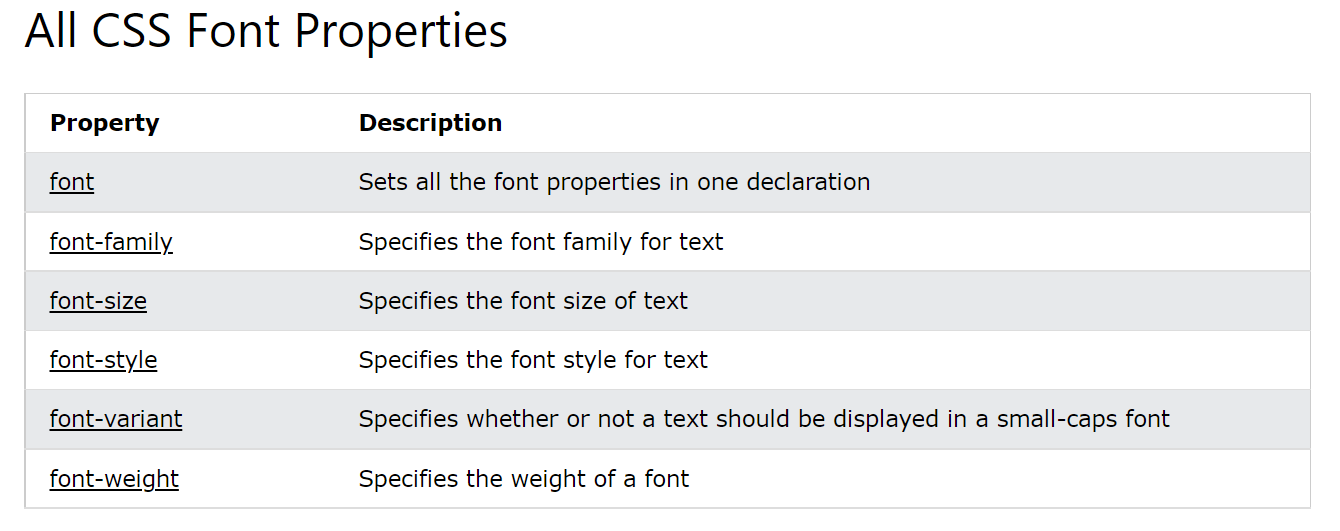 All CSS Font Properties
Property Description
font Sets all the font properties in one declaration
font-family Specifies the font family for text
font-size Specifies the font size of text
font-style Specifies the font style for text
font-variant Specifies whether or not a text should be displayed in a small-caps font
font-weight Specifies the weight of a font